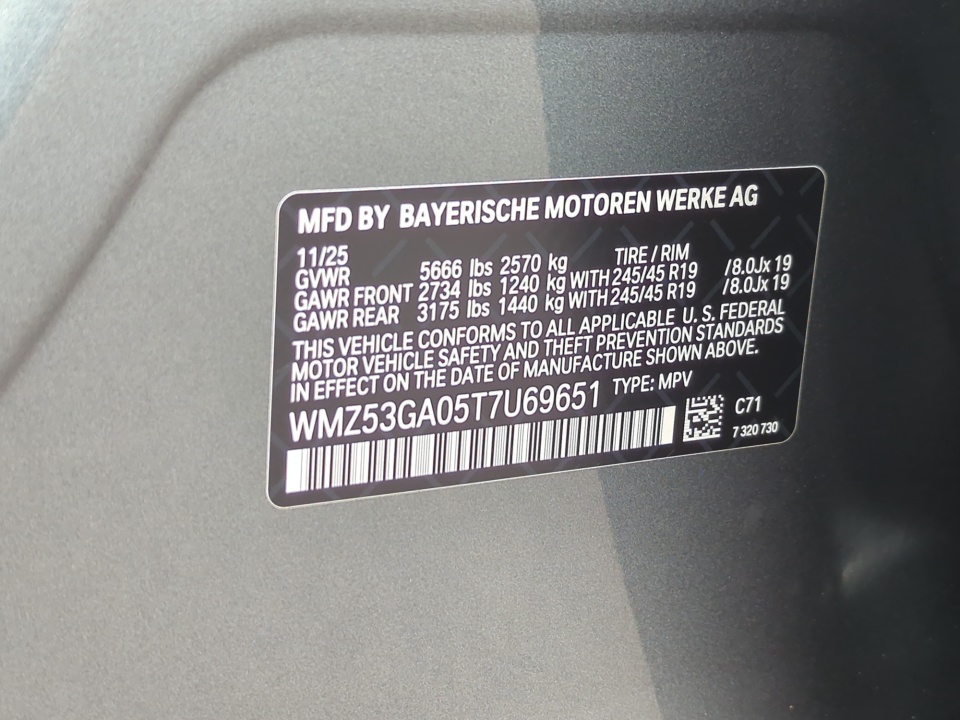 MFD BY BAYERISCHE MOTOREN WERKE AG
11/25 TIRE / RIM
GVWR 5666 lbs 2570 kg
GAWR FRONT 2734 lbs 1240 kg WITH 245/45 R19 /8.0Jx 19
GAWR REAR 3175 lbs 1440 kg WITH 245/45 R19 /8.0Jx 19
THIS VEHICLE CONFORMS TO ALL APPLICABLE U. S. FEDERAL
MOTOR VEHICLE SAFETY AND THEFT PREVENTION STANDARDS
IN EFFECT ON THE DATE OF MANUFACTURE SHOWN ABOVE.
WMZ53GA05T7U69651 TYPE: MPV
C71
7 320 730